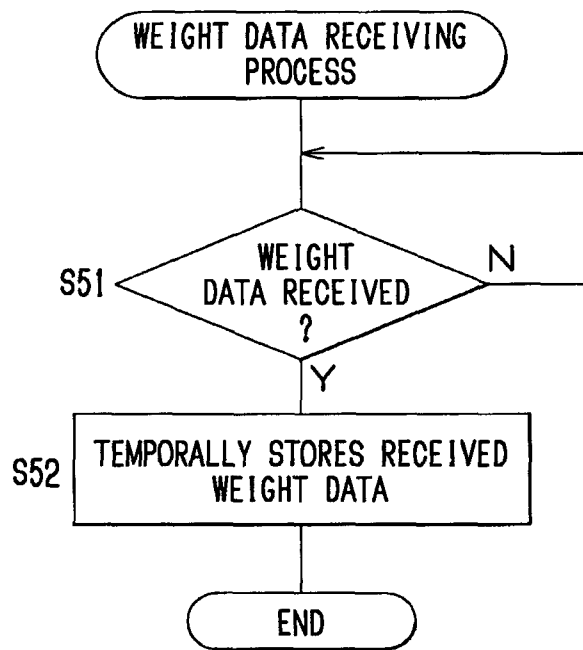 WEIGHT DATA RECEIVING
PROCESS
WEIGHT
DATA RECEIVED
?
S51
N
Y
TEMPORALLY STORES RECEIVED
WEIGHT DATA
S52
END